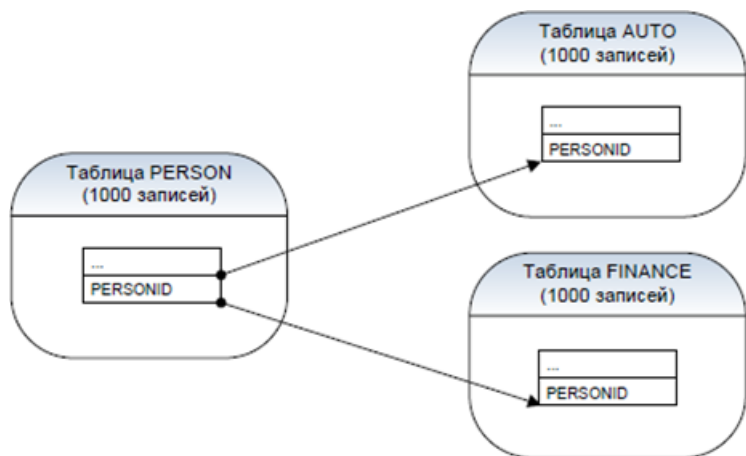 Таблица AUTO
(1000 записей)
...
PERSONID
Таблица PERSON
(1000 записей)
...
PERSONID
Таблица FINANCE
(1000 записей)
...
PERSONID